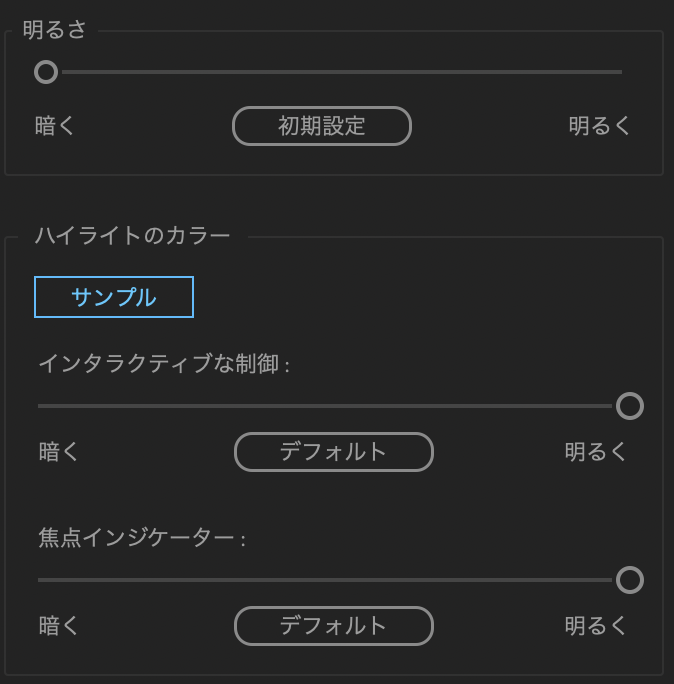 明るさ
暗く 初期設定 明るく
ハイライトのカラー
サンプル
インタラクティブな制御 :
暗く デフォルト 明るく
焦点インジケーター :
暗く デフォルト 明るく